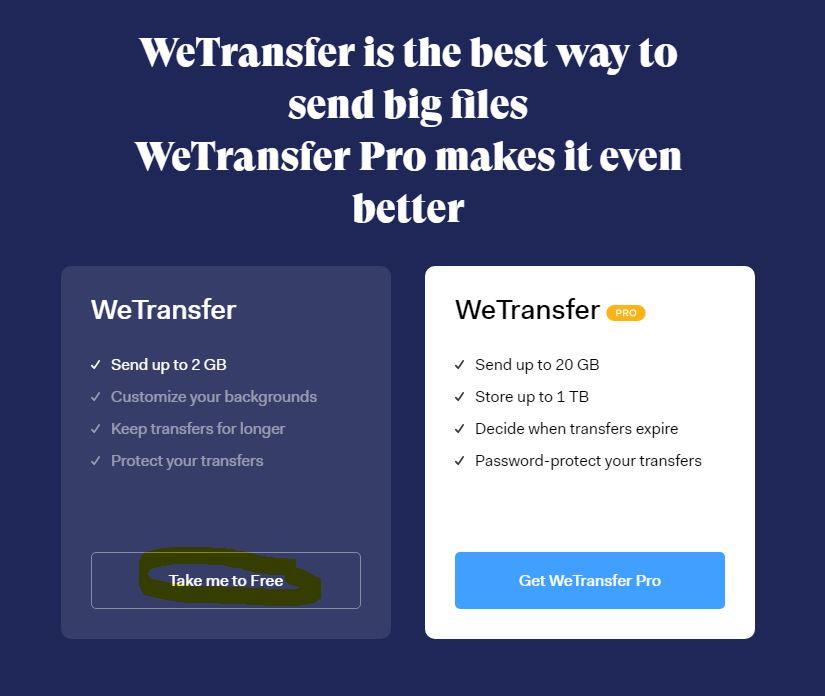 WeTransfer is the best way to
send big files
WeTransfer Pro makes it even
better
WeTransfer
Send up to 2 GB
Customize your backgrounds
Keep transfers for longer
Protect your transfers
Take me to Free
WeTransfer PRO
Send up to 20 GB
Store up to 1 TB
Decide when transfers expire
Password-protect your transfers
Get WeTransfer Pro